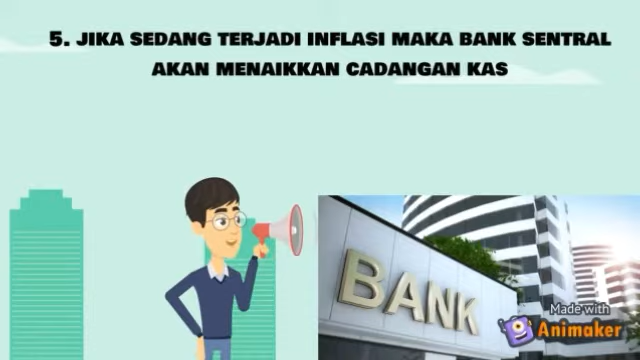 5. JIKA SEDANG TERJADI INFLASI MAKA BANK SENTRAL
AKAN MENAIKKAN CADANGAN KAS
BANK
Made with
Animaker